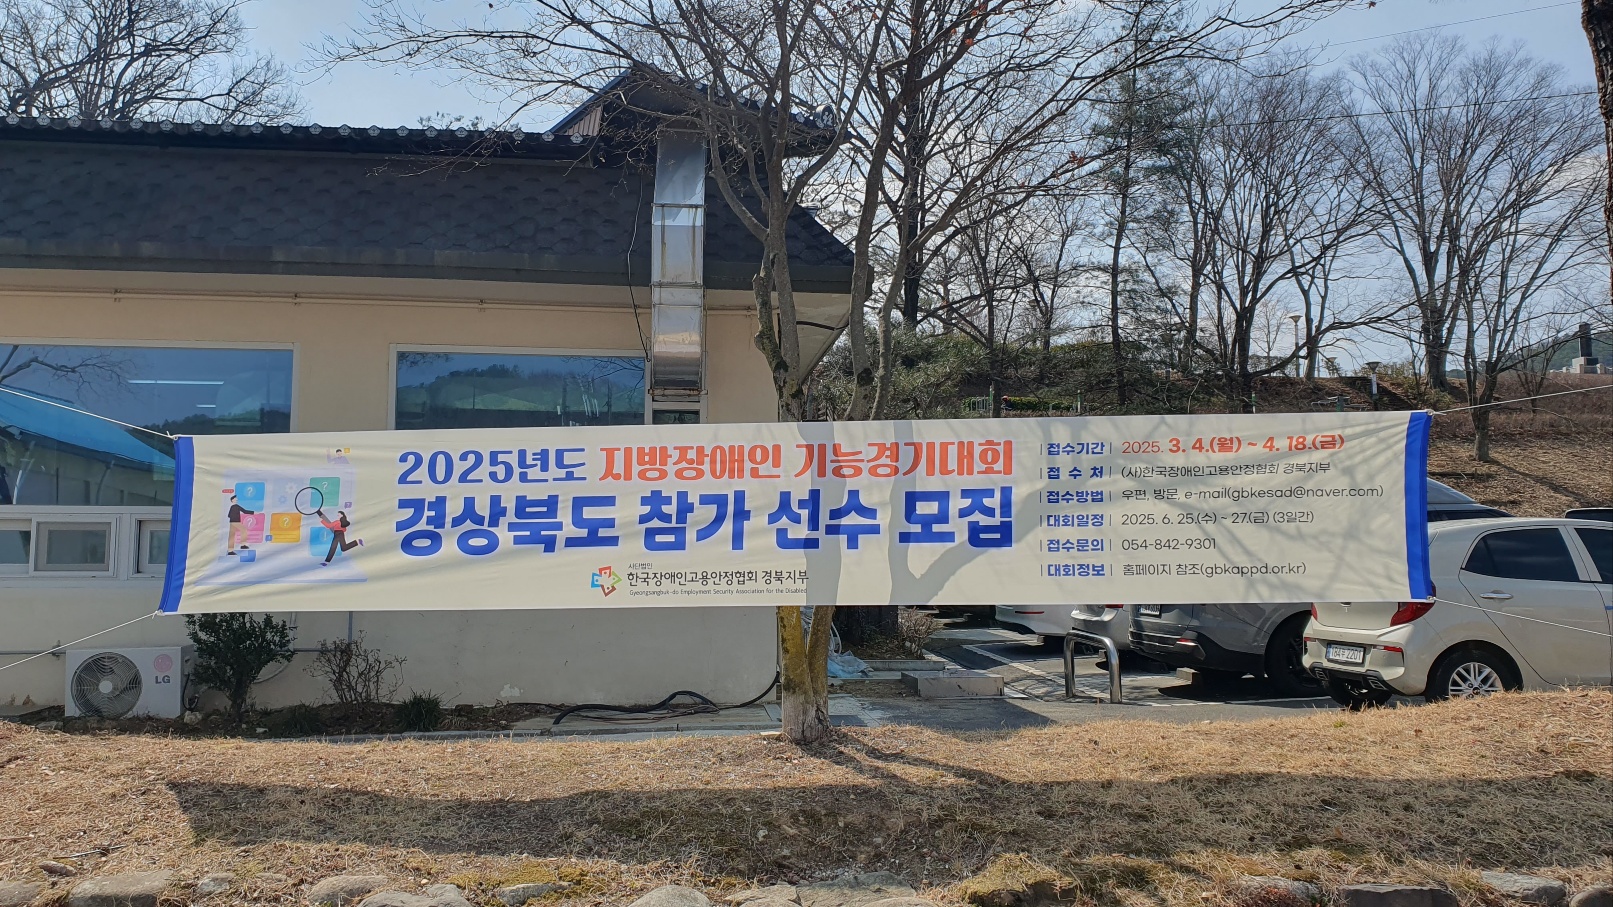 2025년도 지방장애인 기능경기대회
경상북도 참가 선수 모집
사단법인
한국장애인고용안정협회 경북지부
Gyeongsangbuk-do Employment Security Association for the Disabled
접수기간 2025. 3. 4.(월) ~ 4. 18.(금)
접 수 처 (사)한국장애인고용안정협회 경북지부
접수방법 우편, 방문, e-mail(gbkesad@naver.com)
대회일정 2025. 6. 25.(수) ~ 27.(금) (3일간)
접수문의 054-842-9301
대회정보 홈페이지 참조(gbkappd.or.kr)
LG